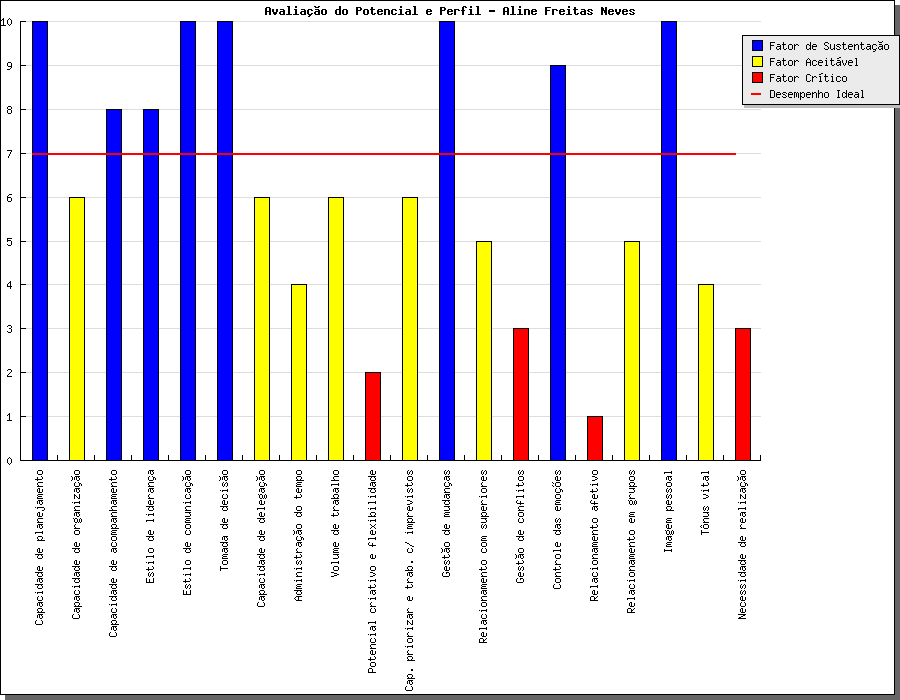 Avaliação do Potencial e Perfil - Aline Freitas Neves
Fator de Sustentação
Fator Aceitável
Fator Crítico
Desempenho Ideal
10
9
8
7
6
5
4
3
2
1
0
Capacidade de planejamento
Capacidade de organização
Capacidade de acompanhamento
Estilo de liderança
Estilo de comunicação
Tomada de decisão
Capacidade de delegação
Administração do tempo
Volume de trabalho
Potencial criativo e flexibilidade
Cap. priorizar e trab. c/ imprevistos
Gestão de mudanças
Relacionamento com superiores
Gestão de conflitos
Controle das emoções
Relacionamento afetivo
Relacionamento em grupos
Imagem pessoal
Tônus vital
Necessidade de realização